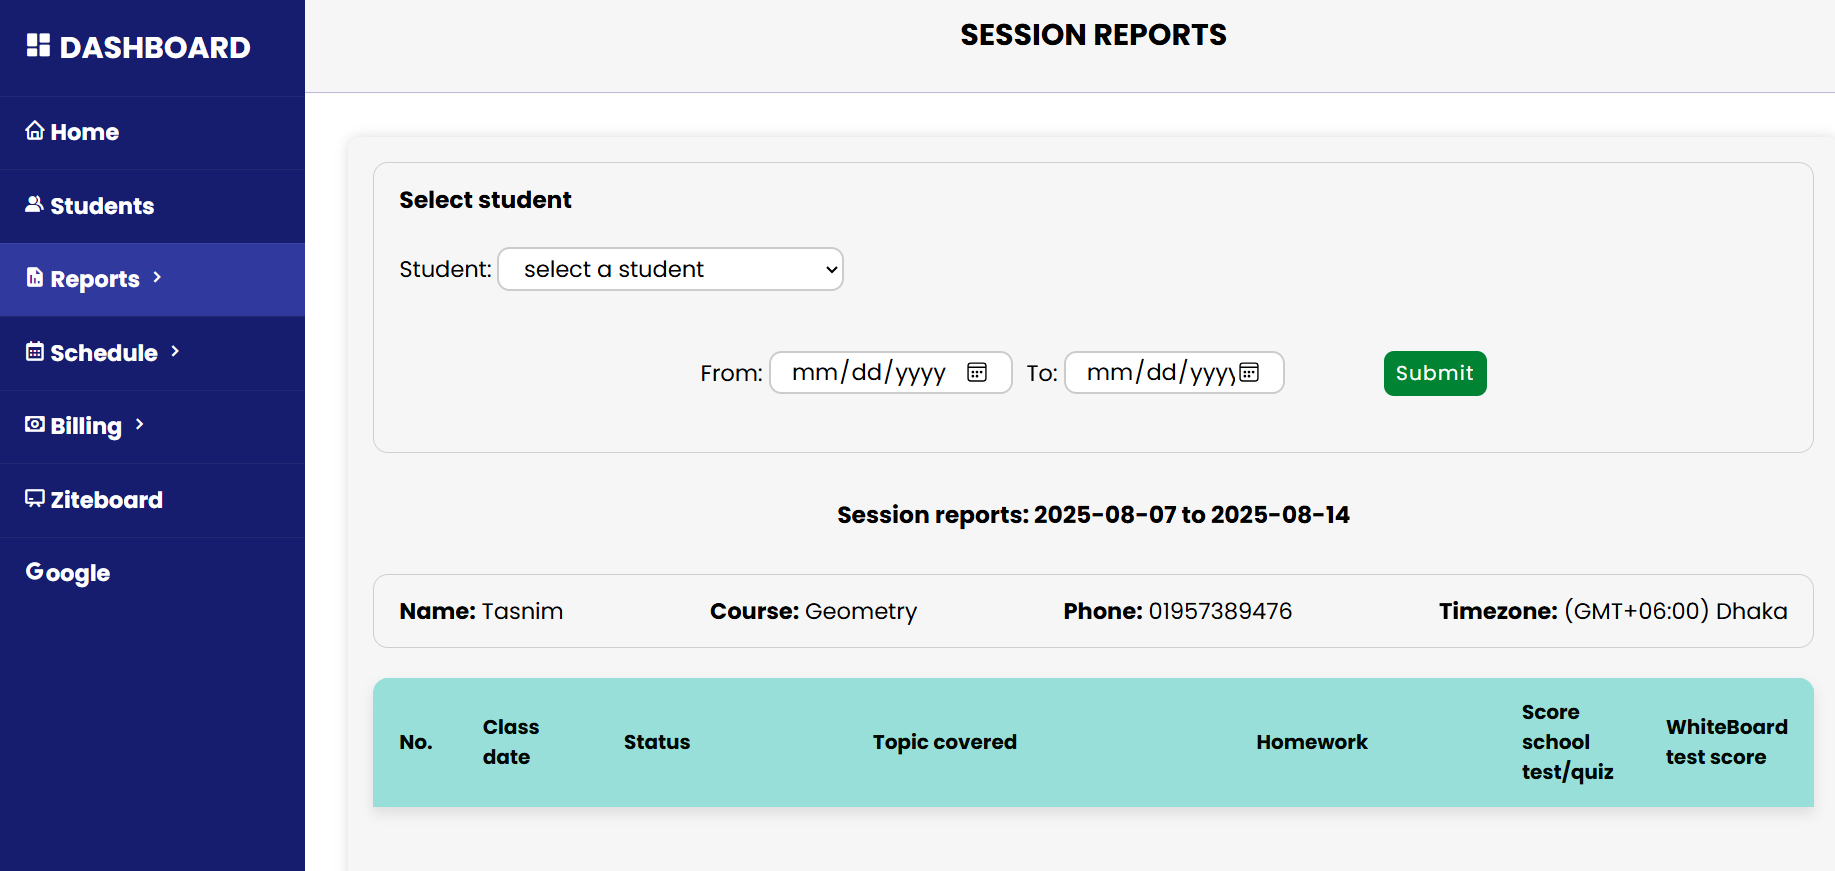 DASHBOARD
Home
Students
Reports
Schedule
Billing
Ziteboard
Google
SESSION REPORTS
Select student
Student: select a student
From: mm/dd/yyyy To: mm/dd/yyyy Submit
Session reports: 2025-08-07 to 2025-08-14
Name: Tasnim Course: Geometry Phone: 01957389476 Timezone: (GMT+06:00) Dhaka
No. Class date Status Topic covered Homework Score school test/quiz WhiteBoard test score